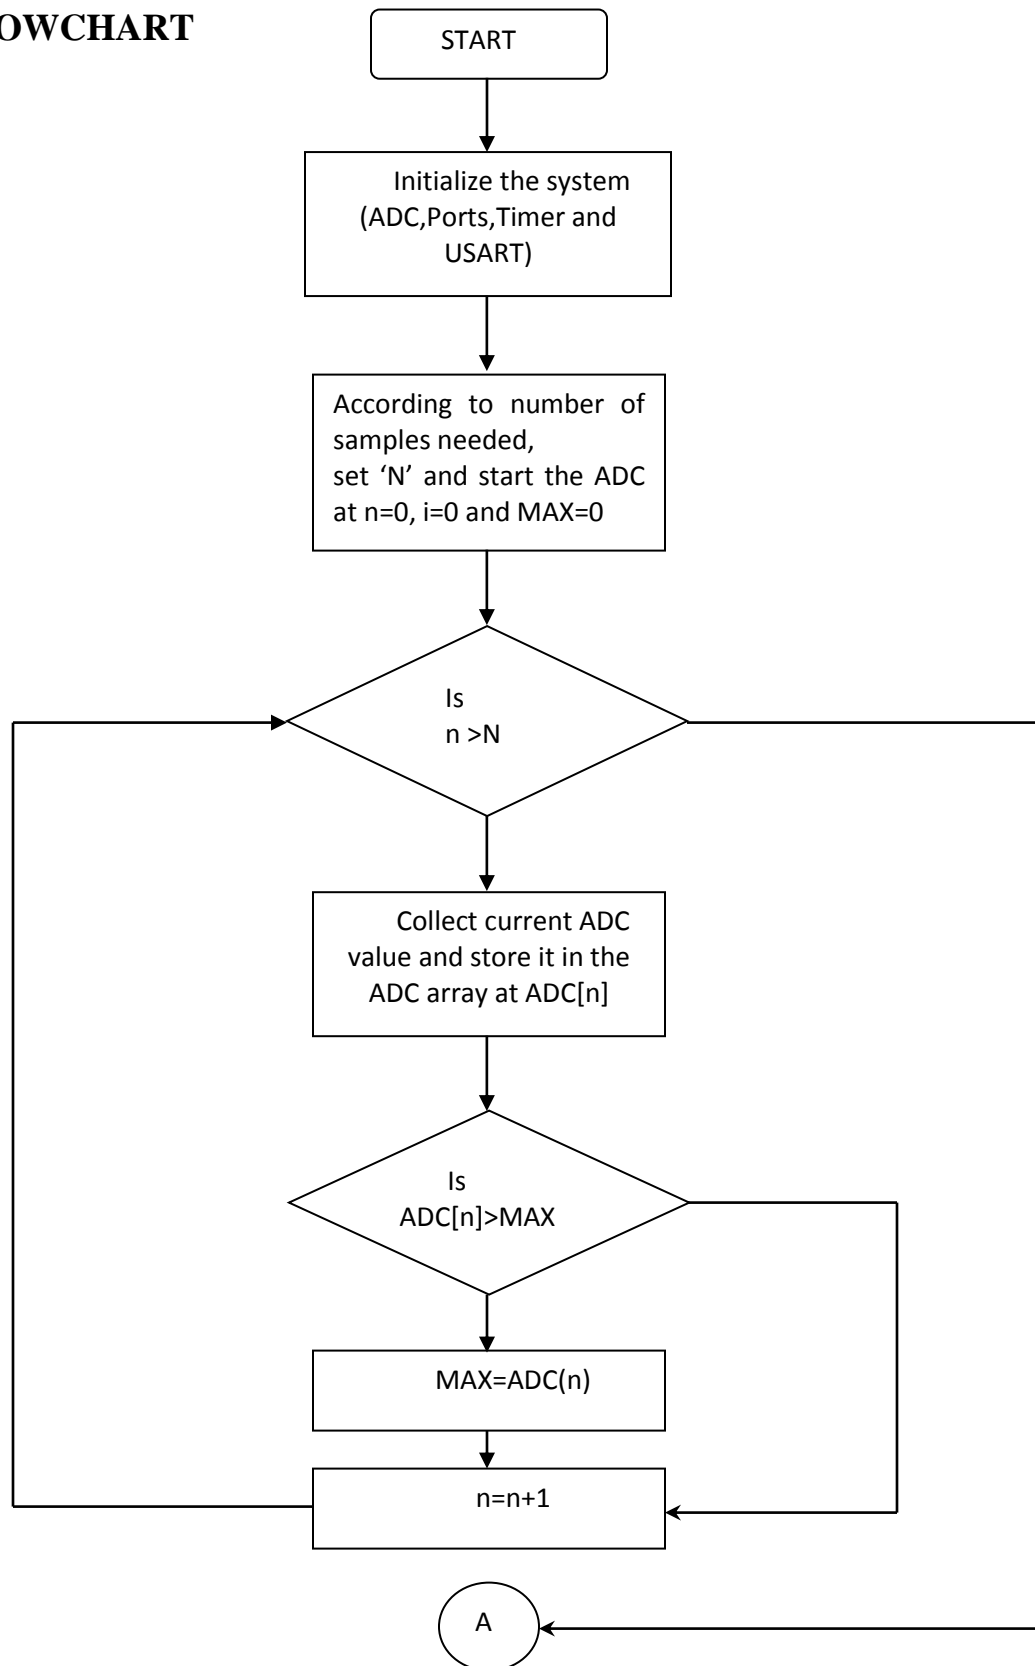 OWCHART
START
Initialize the system
(ADC,Ports,Timer and
USART)
According to number of
samples needed,
set ‘N’ and start the ADC
at n=0, i=0 and MAX=0
Is
n >N
Collect current ADC
value and store it in the
ADC array at ADC[n]
Is
ADC[n]>MAX
MAX=ADC(n)
n=n+1
A